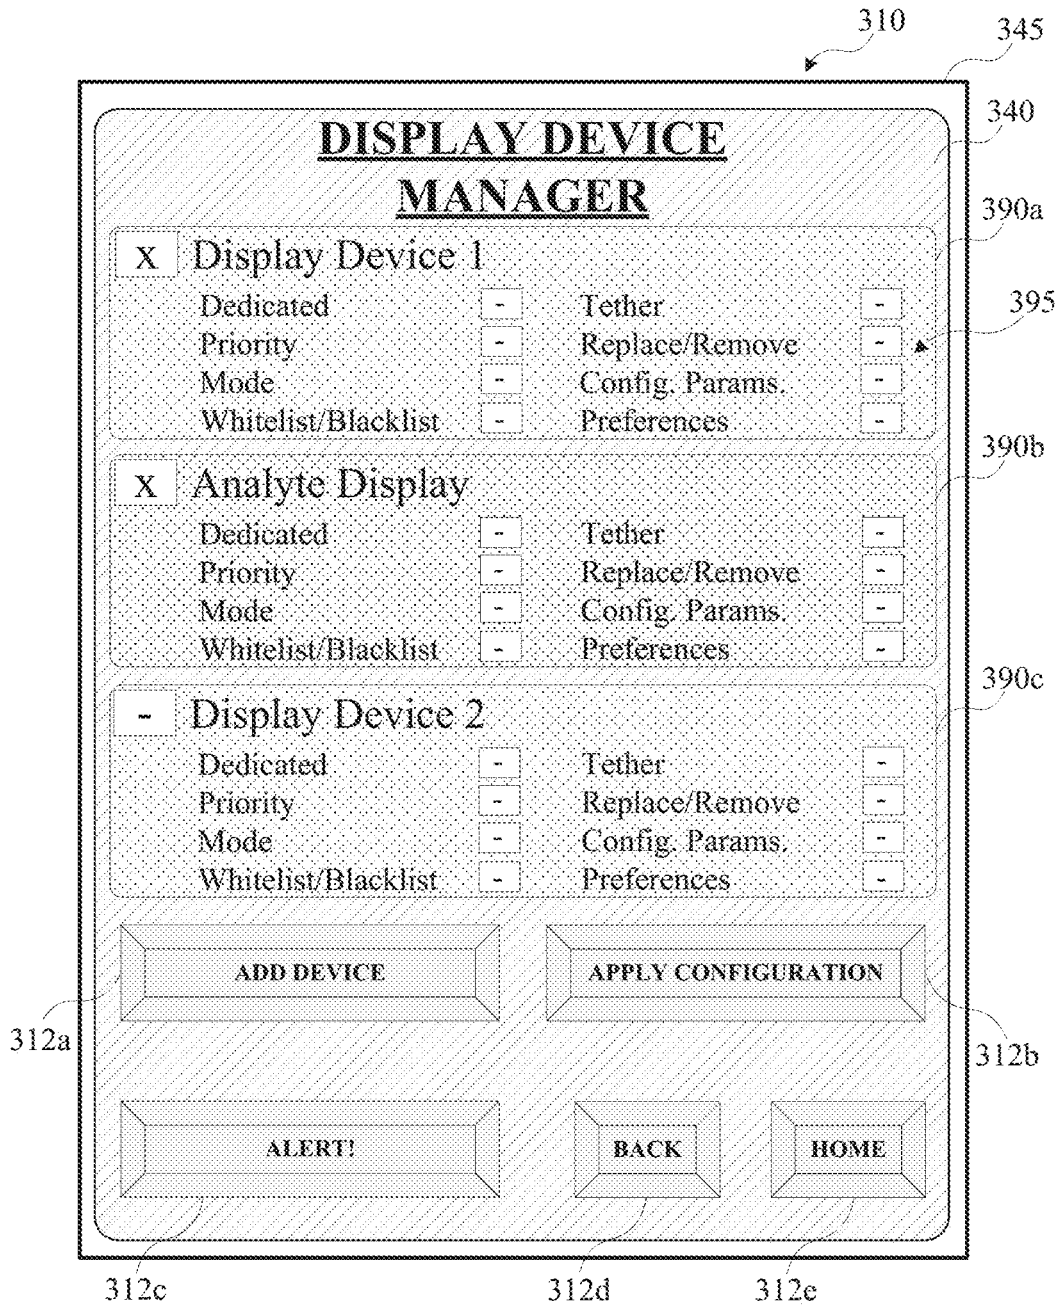 310
345
340
DISPLAY DEVICE
MANAGER
390a
X Display Device 1
Dedicated - Tether -
395
Priority - Replace/Remove -
Mode - Config. Params. -
Whitelist/Blacklist - Preferences -
390b
X Analyte Display
Dedicated - Tether -
Priority - Replace/Remove -
Mode - Config. Params. -
Whitelist/Blacklist - Preferences -
390c
- Display Device 2
Dedicated - Tether -
Priority - Replace/Remove -
Mode - Config. Params. -
Whitelist/Blacklist - Preferences -
ADD DEVICE APPLY CONFIGURATION
312a
312b
ALERT! BACK HOME
312c 312d 312e